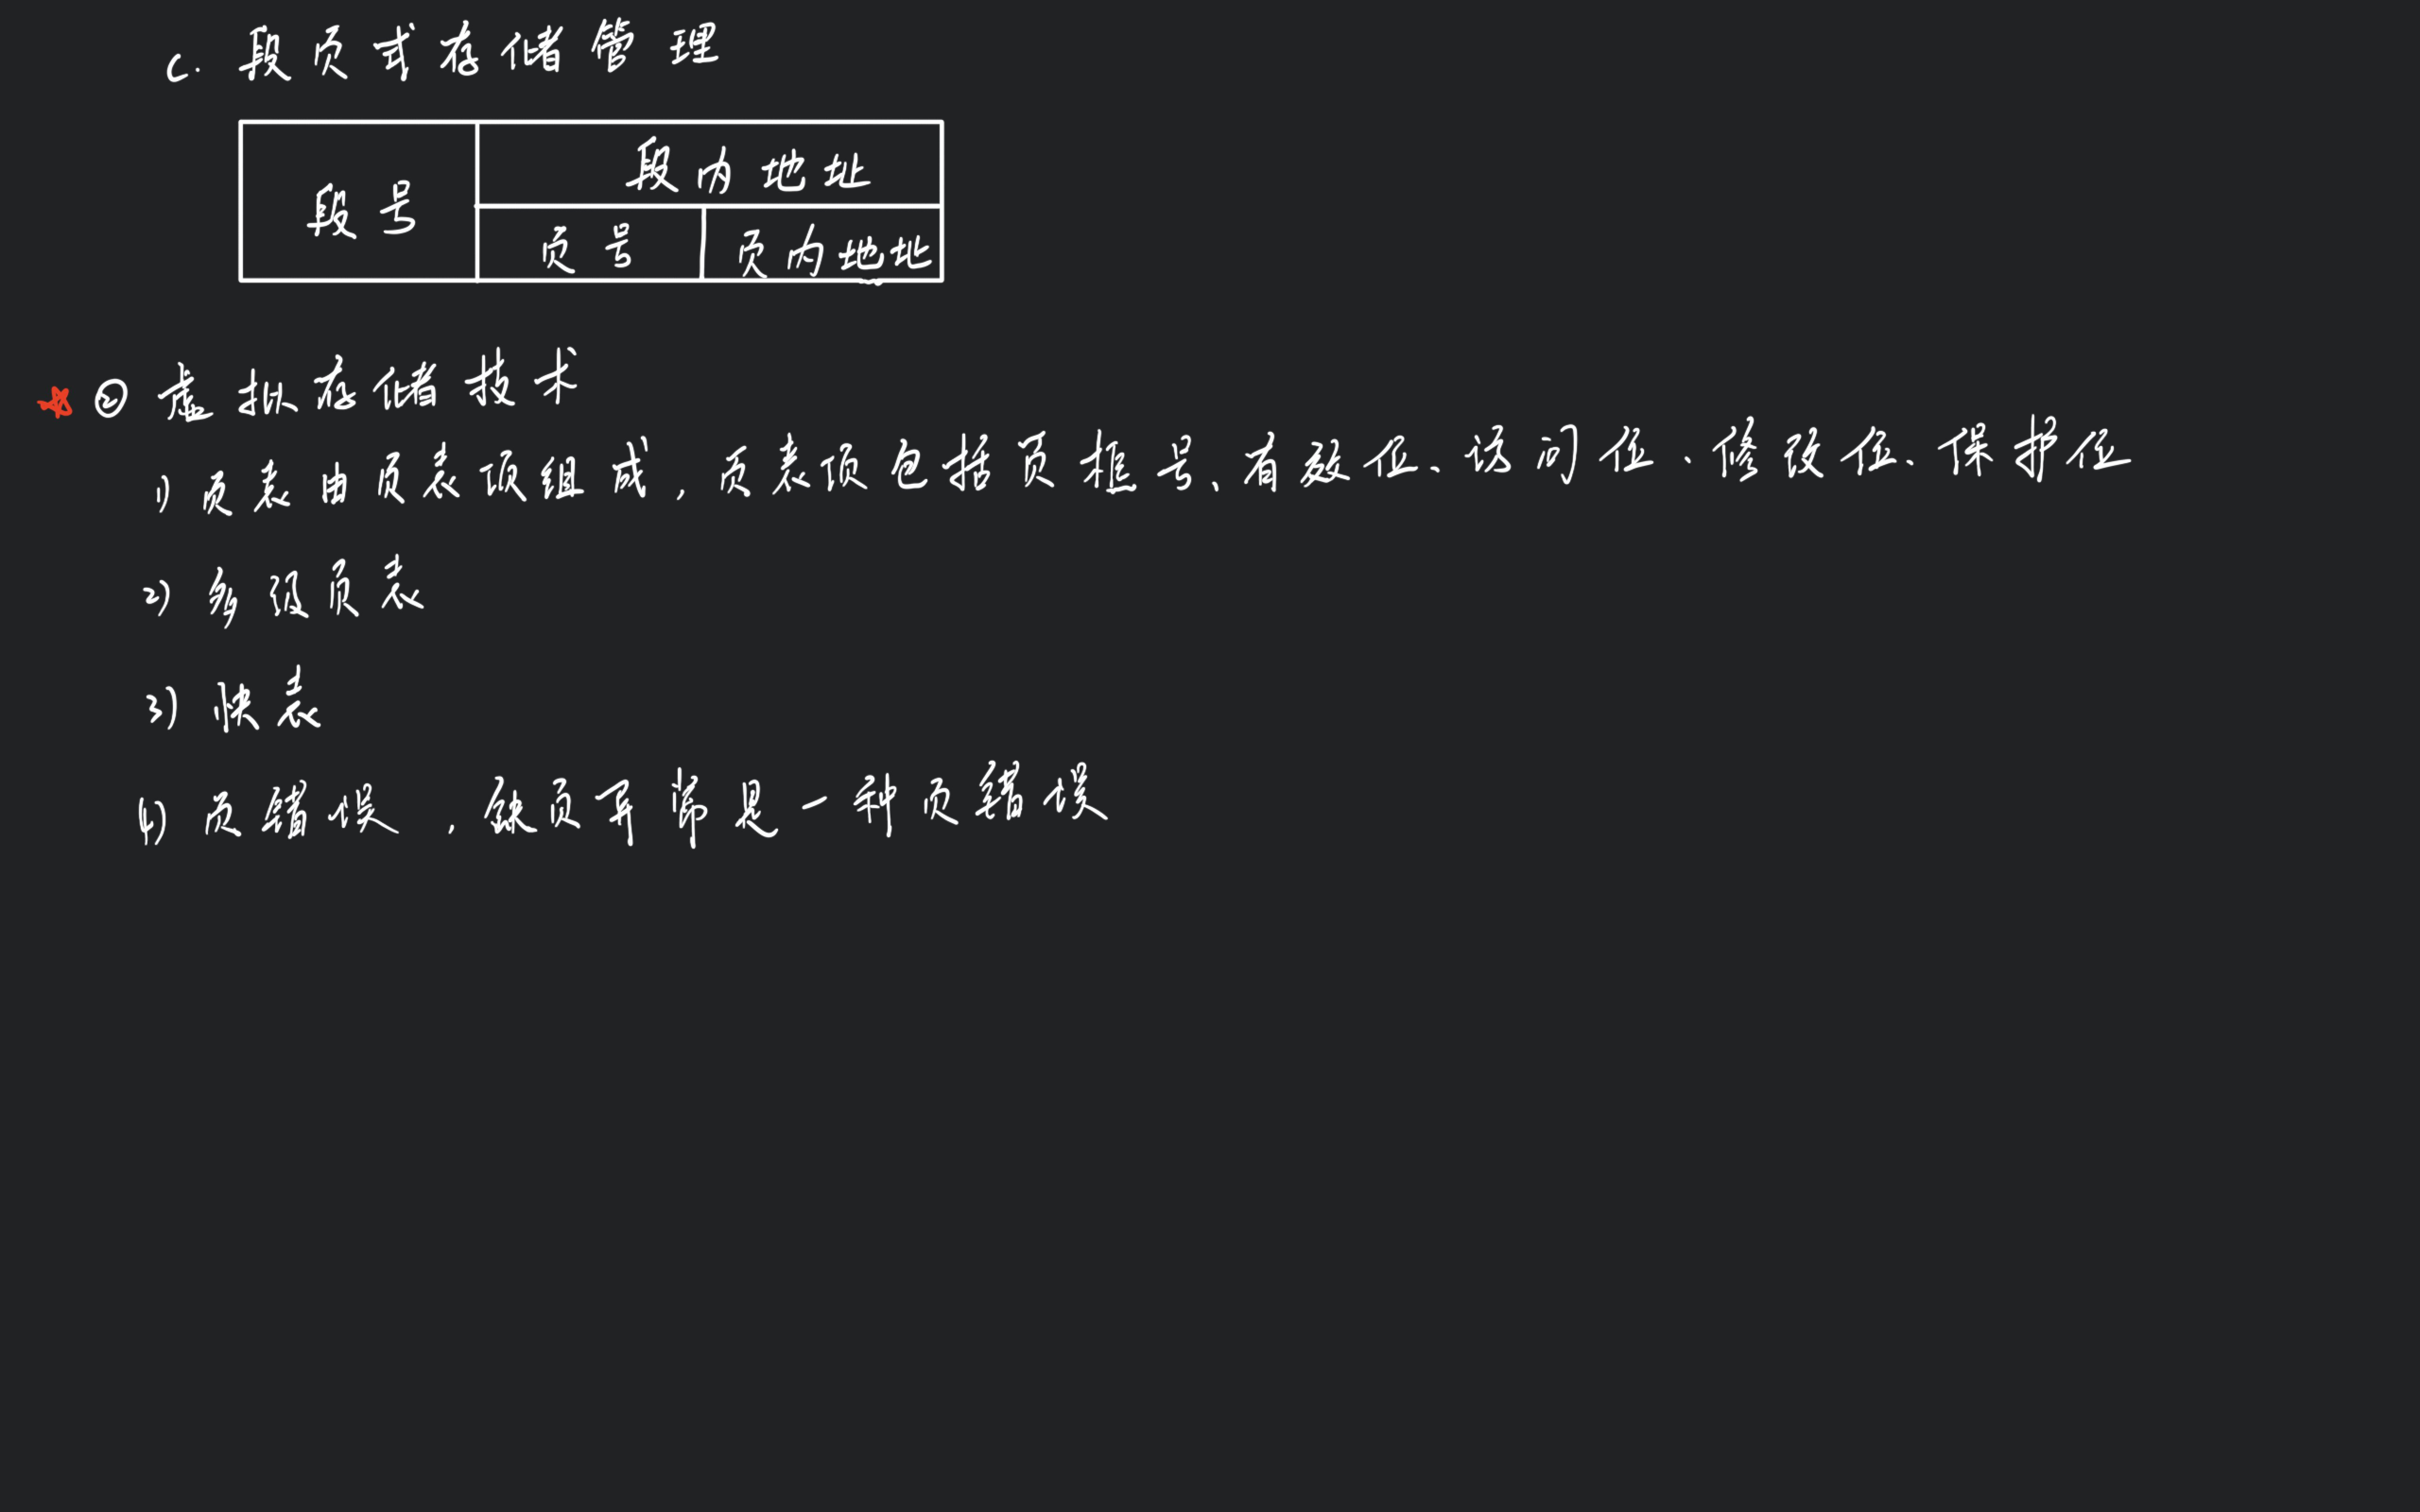 c. 段页式存储管理
段号
段内地址
页号
页内地址
② 虚拟存储技术
1) 页表由页表项组成，页表项包括页框号、有效位、访问位、修改位、保护位
2) 多级页表
3) 快表
4) 页错误，缺页异常是一种页错误